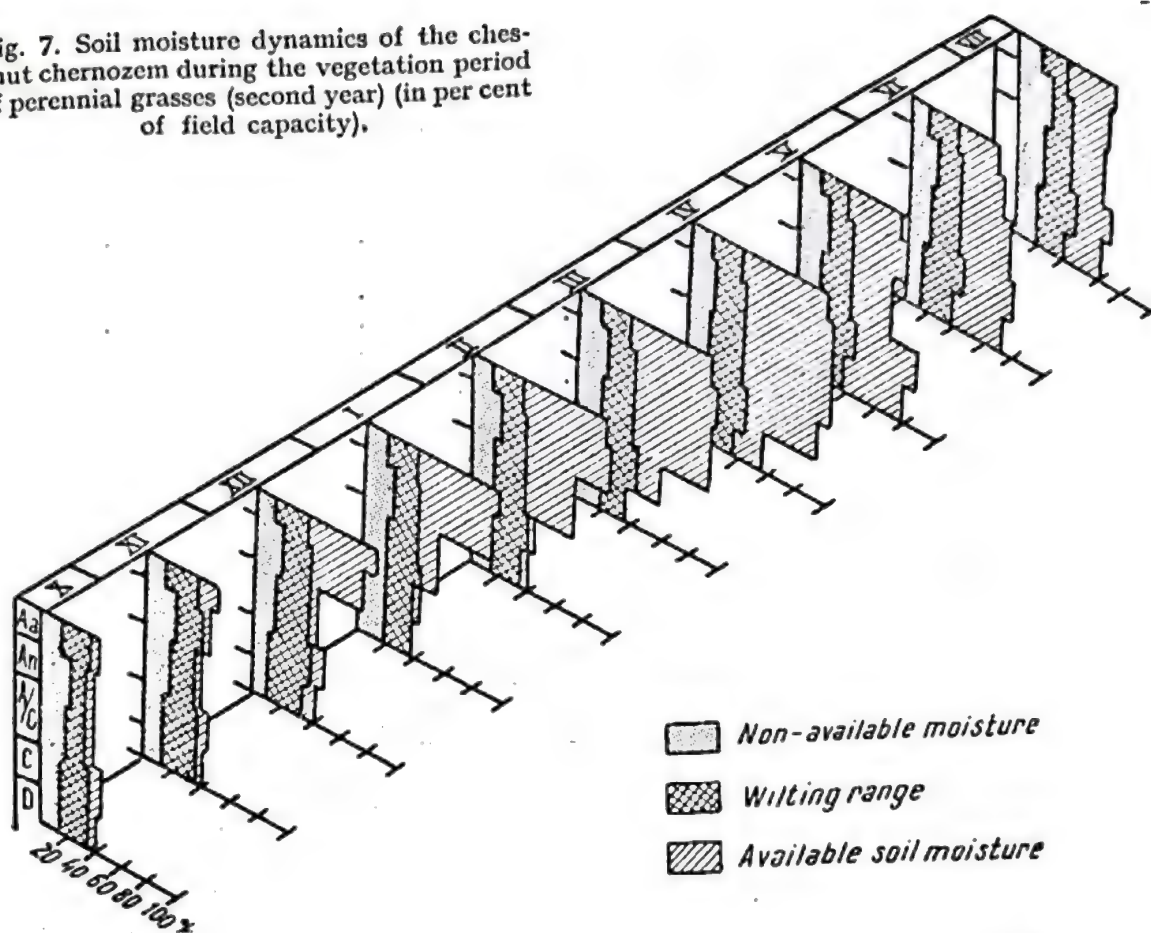 ig. 7. Soil moisture dynamics of the ches-
nut chernozem during the vegetation period
f perennial grasses (second year) (in per cent
of field capacity).
VII
VI
V
IV
III
II
I
XII
XI
X
Aa
An
A/C
C
D
20 40 60 80 100 %
Non-available moisture
Wilting range
Available soil moisture